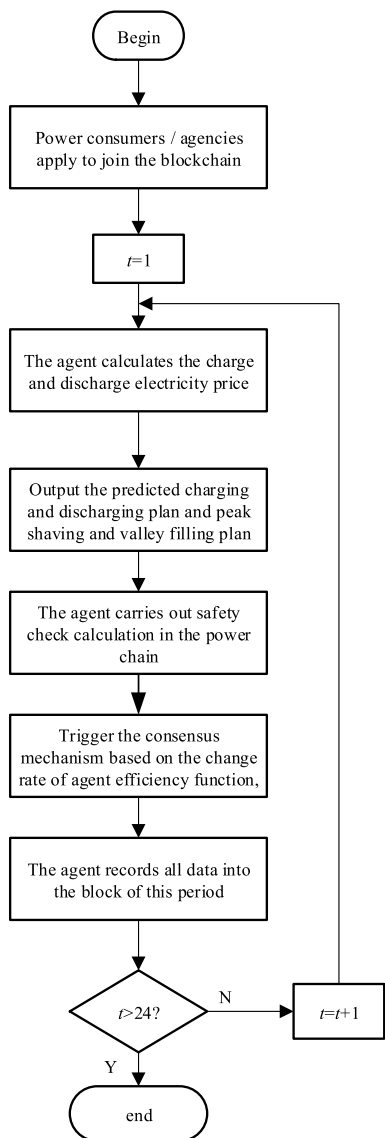 Begin
Power consumers / agencies
apply to join the blockchain
t=1
The agent calculates the charge
and discharge electricity price
Output the predicted charging
and discharging plan and peak
shaving and valley filling plan
The agent carries out safety
check calculation in the power
chain
Trigger the consensus
mechanism based on the change
rate of agent efficiency function,
The agent records all data into
the block of this period
t>24?
N
t=t+1
Y
end